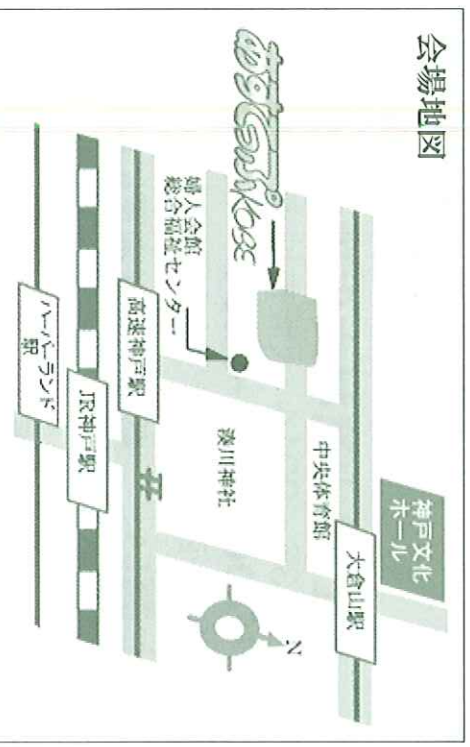 会場地図
神戸文化
ホール
大倉山駅
中央体育館
あすてっぷKOBE
N
湊川神社
婦人会館
総合福祉センター
高速神戸駅
JR神戸駅
ハーバーランド
駅